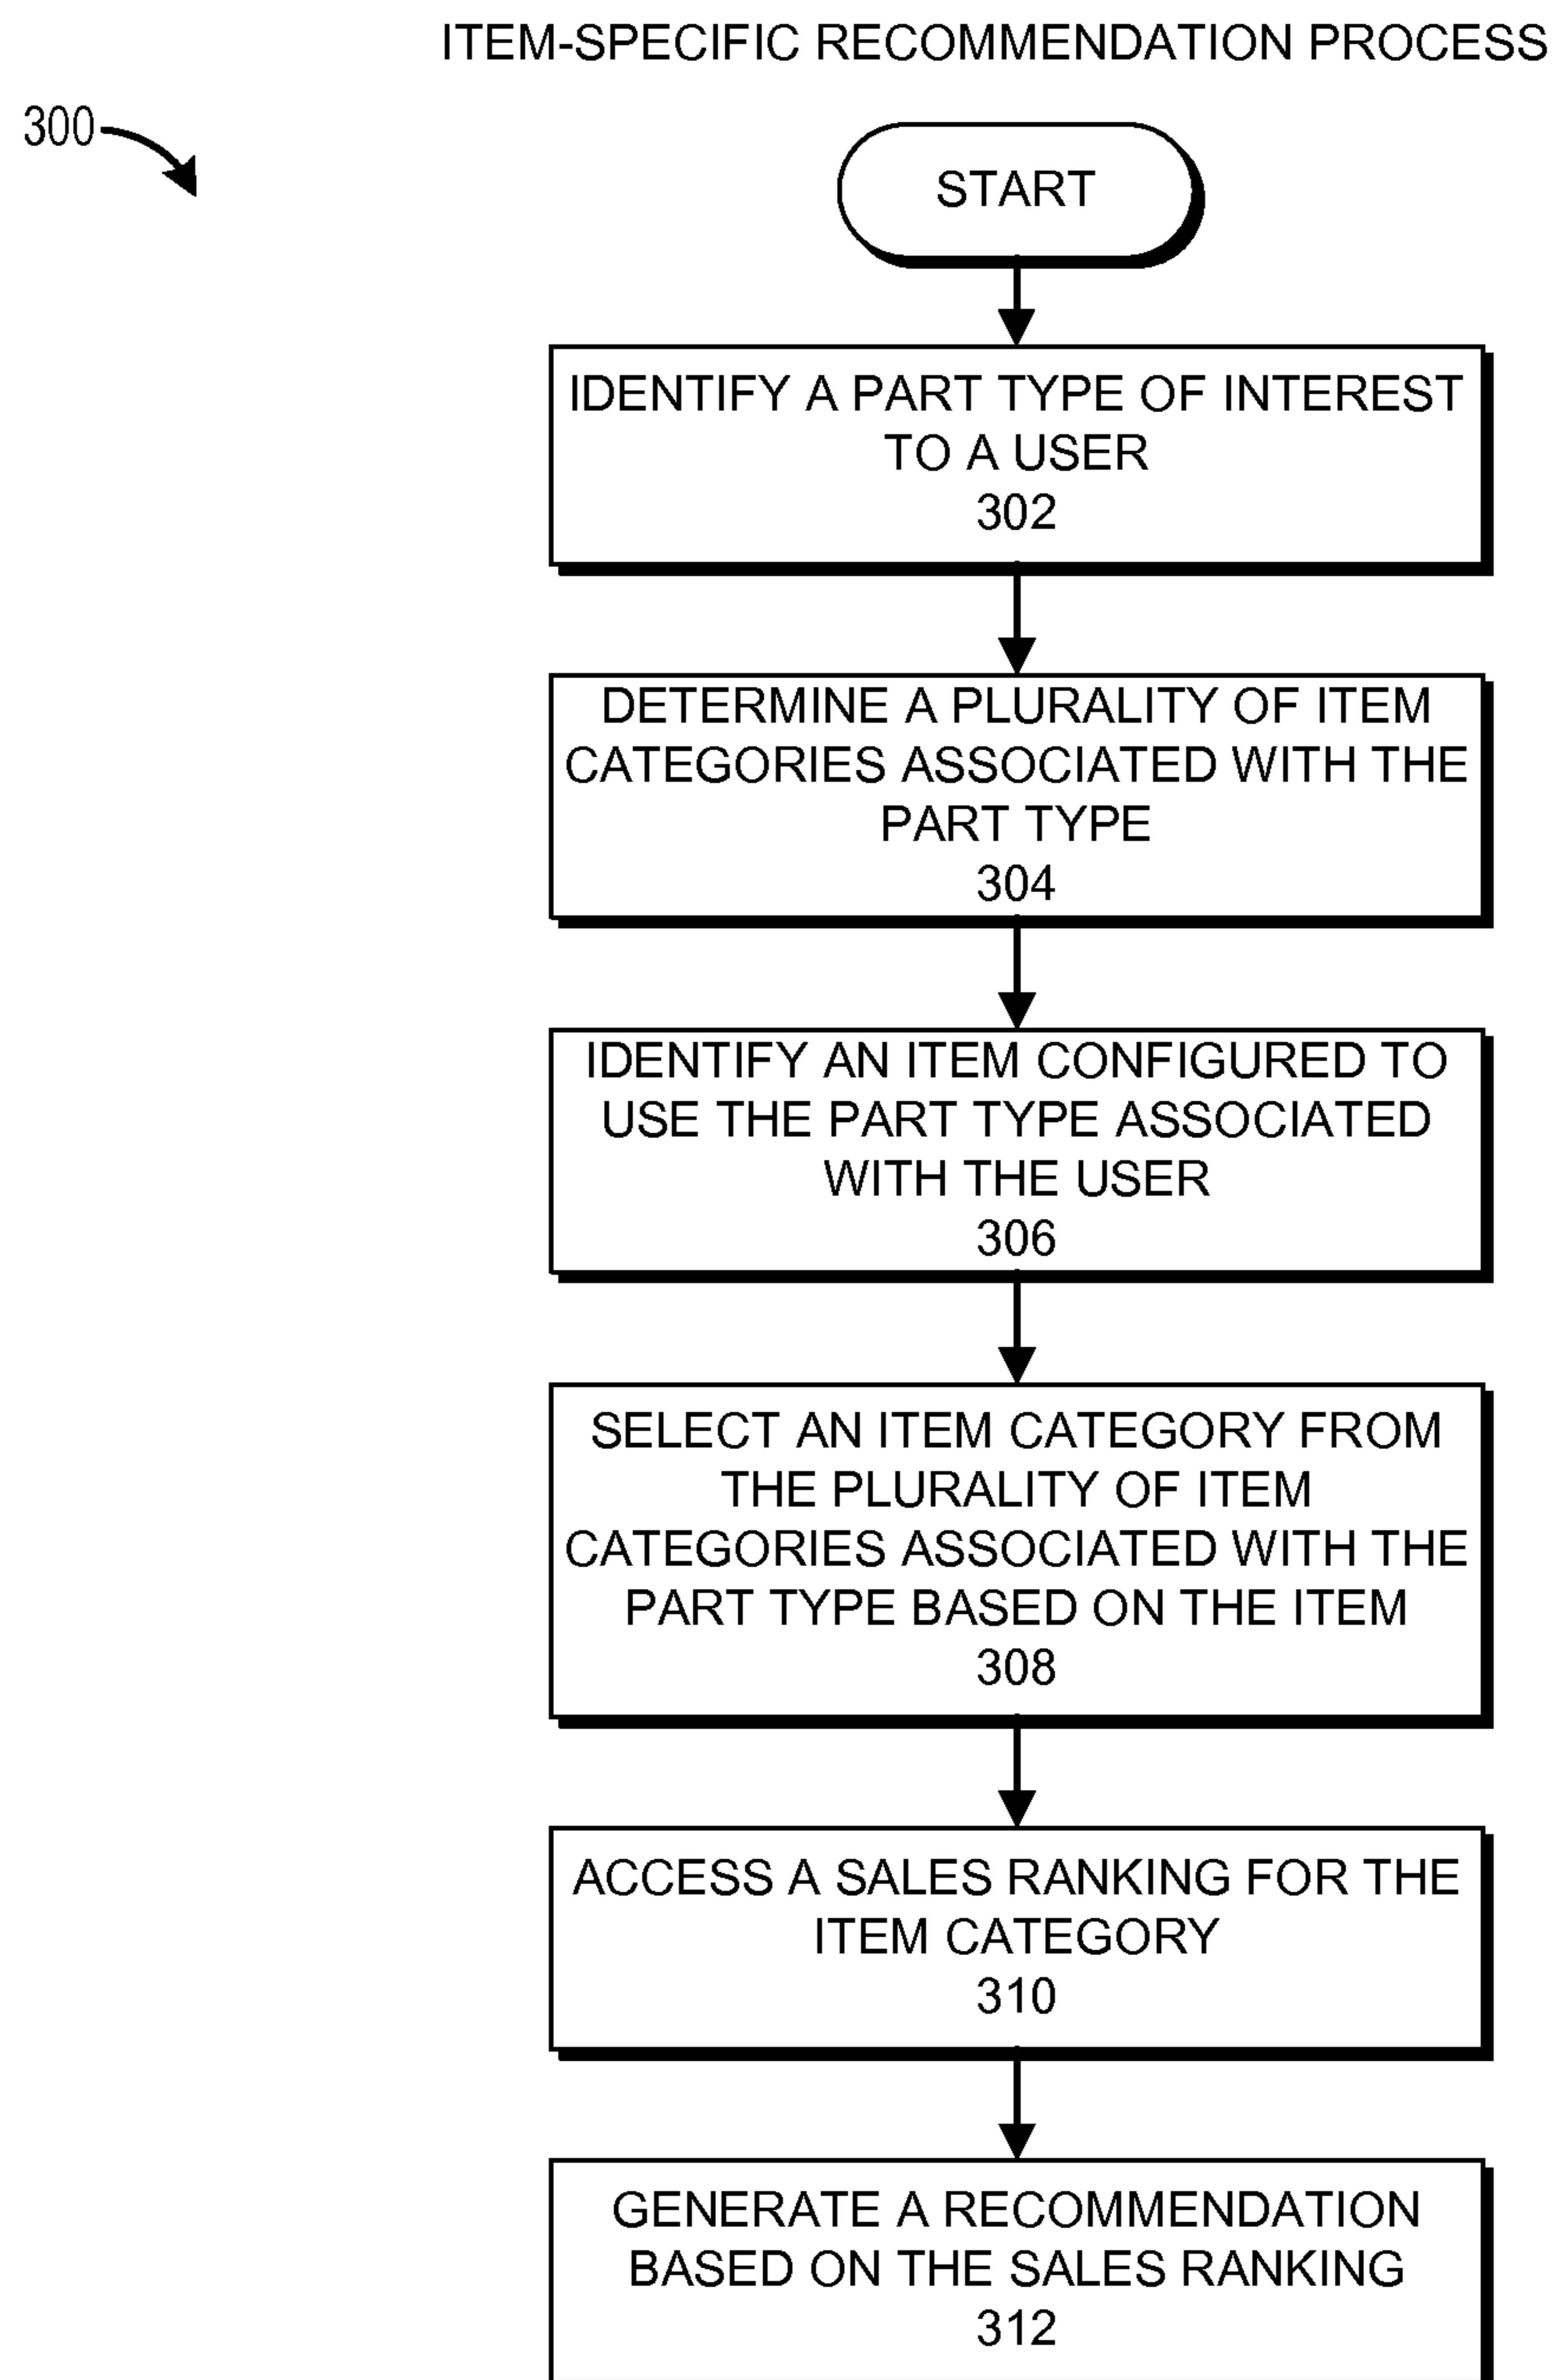 ITEM-SPECIFIC RECOMMENDATION PROCESS
300
START
IDENTIFY A PART TYPE OF INTEREST
TO A USER
302
DETERMINE A PLURALITY OF ITEM
CATEGORIES ASSOCIATED WITH THE
PART TYPE
304
IDENTIFY AN ITEM CONFIGURED TO
USE THE PART TYPE ASSOCIATED
WITH THE USER
306
SELECT AN ITEM CATEGORY FROM
THE PLURALITY OF ITEM
CATEGORIES ASSOCIATED WITH THE
PART TYPE BASED ON THE ITEM
308
ACCESS A SALES RANKING FOR THE
ITEM CATEGORY
310
GENERATE A RECOMMENDATION
BASED ON THE SALES RANKING
312